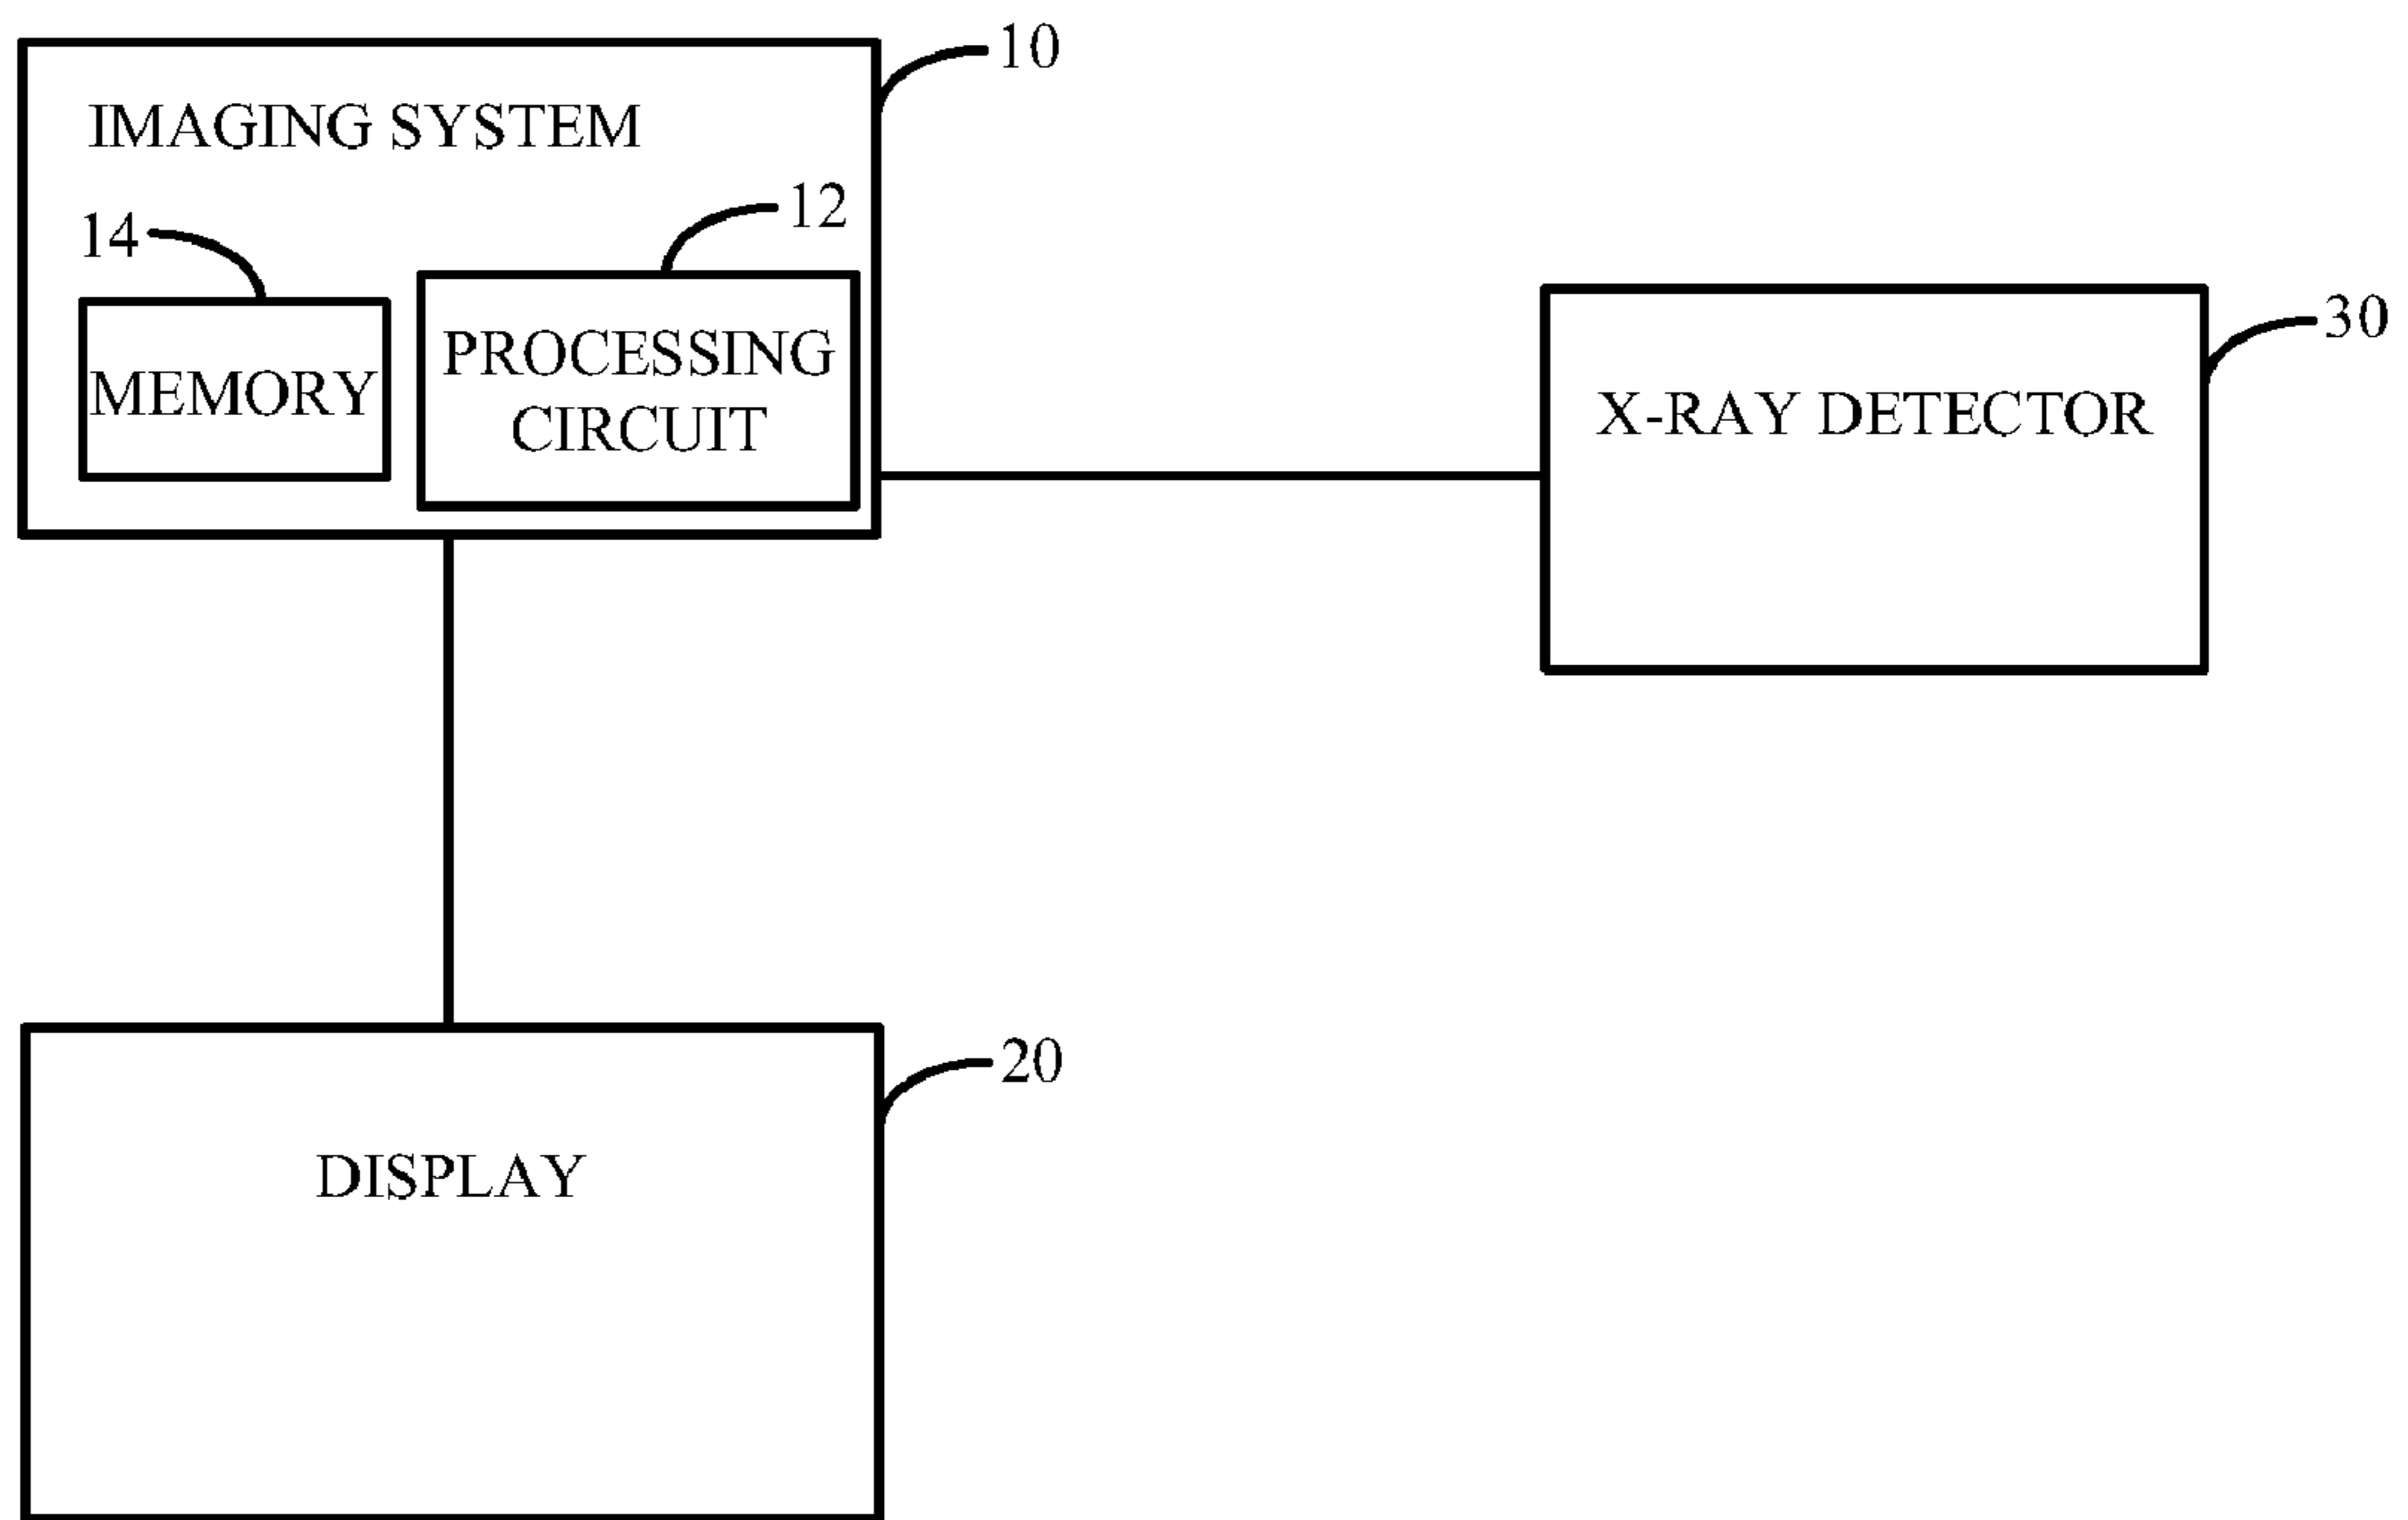 10
IMAGING SYSTEM
12
14
PROCESSING
CIRCUIT
MEMORY
30
X-RAY DETECTOR
20
DISPLAY